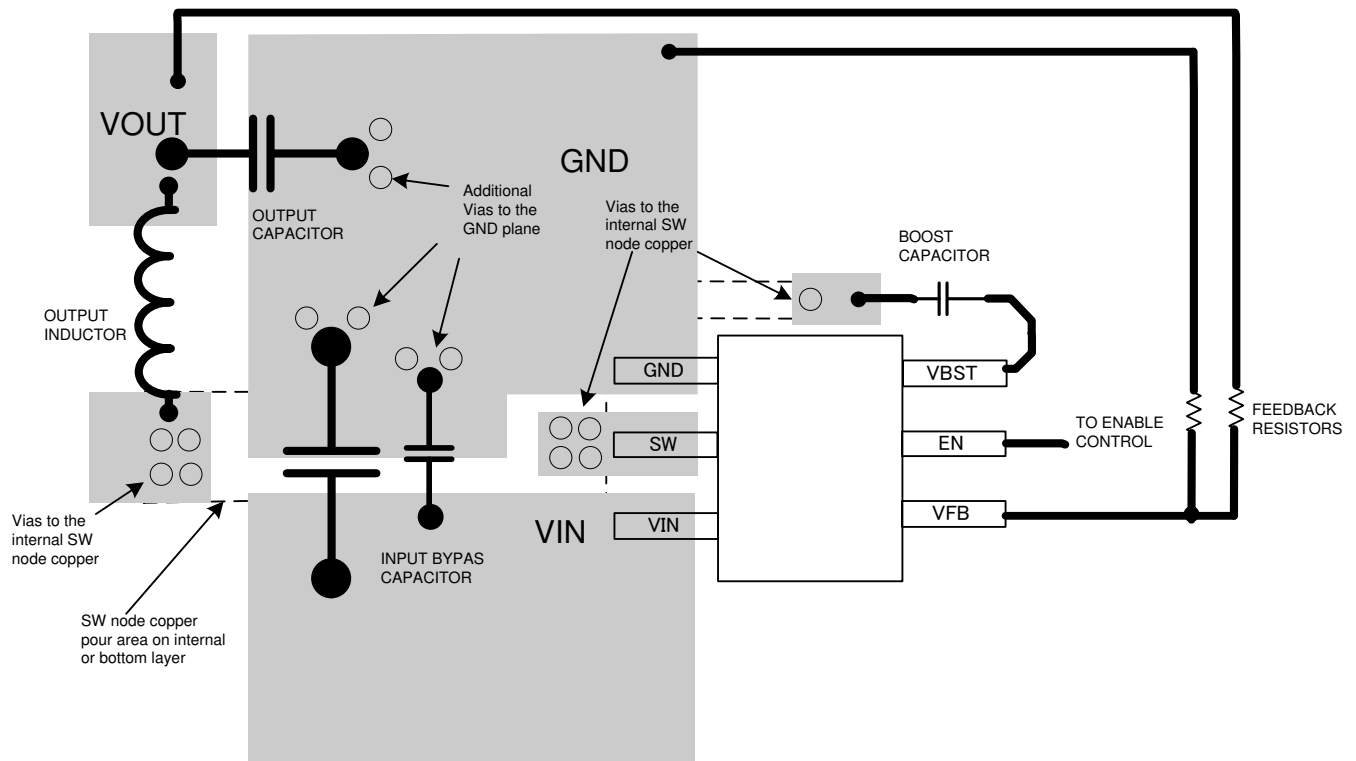 VOUT
GND
OUTPUT
CAPACITOR
Additional
Vias to the
GND plane
Vias to the
internal SW
node copper
BOOST
CAPACITOR
OUTPUT
INDUCTOR
GND
VBST
TO ENABLE
CONTROL
FEEDBACK
RESISTORS
SW
EN
VIN
VIN
VFB
Vias to the
internal SW
node copper
INPUT BYPAS
CAPACITOR
SW node copper
pour area on internal
or bottom layer